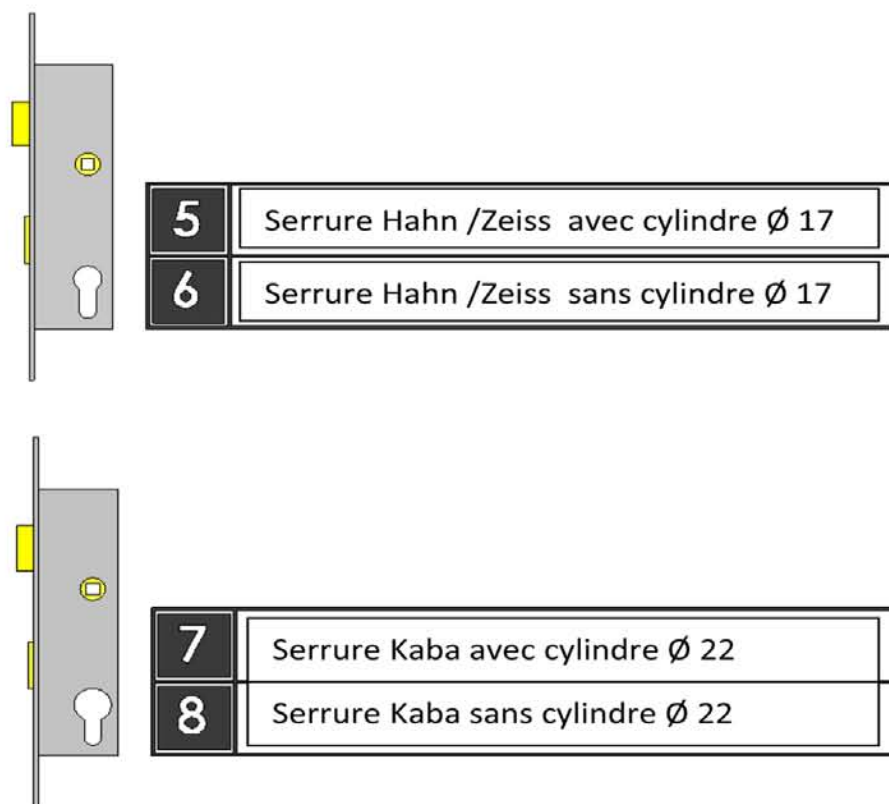 5 Serrure Hahn /Zeiss avec cylindre Ø 17
6 Serrure Hahn /Zeiss sans cylindre Ø 17
7 Serrure Kaba avec cylindre Ø 22
8 Serrure Kaba sans cylindre Ø 22